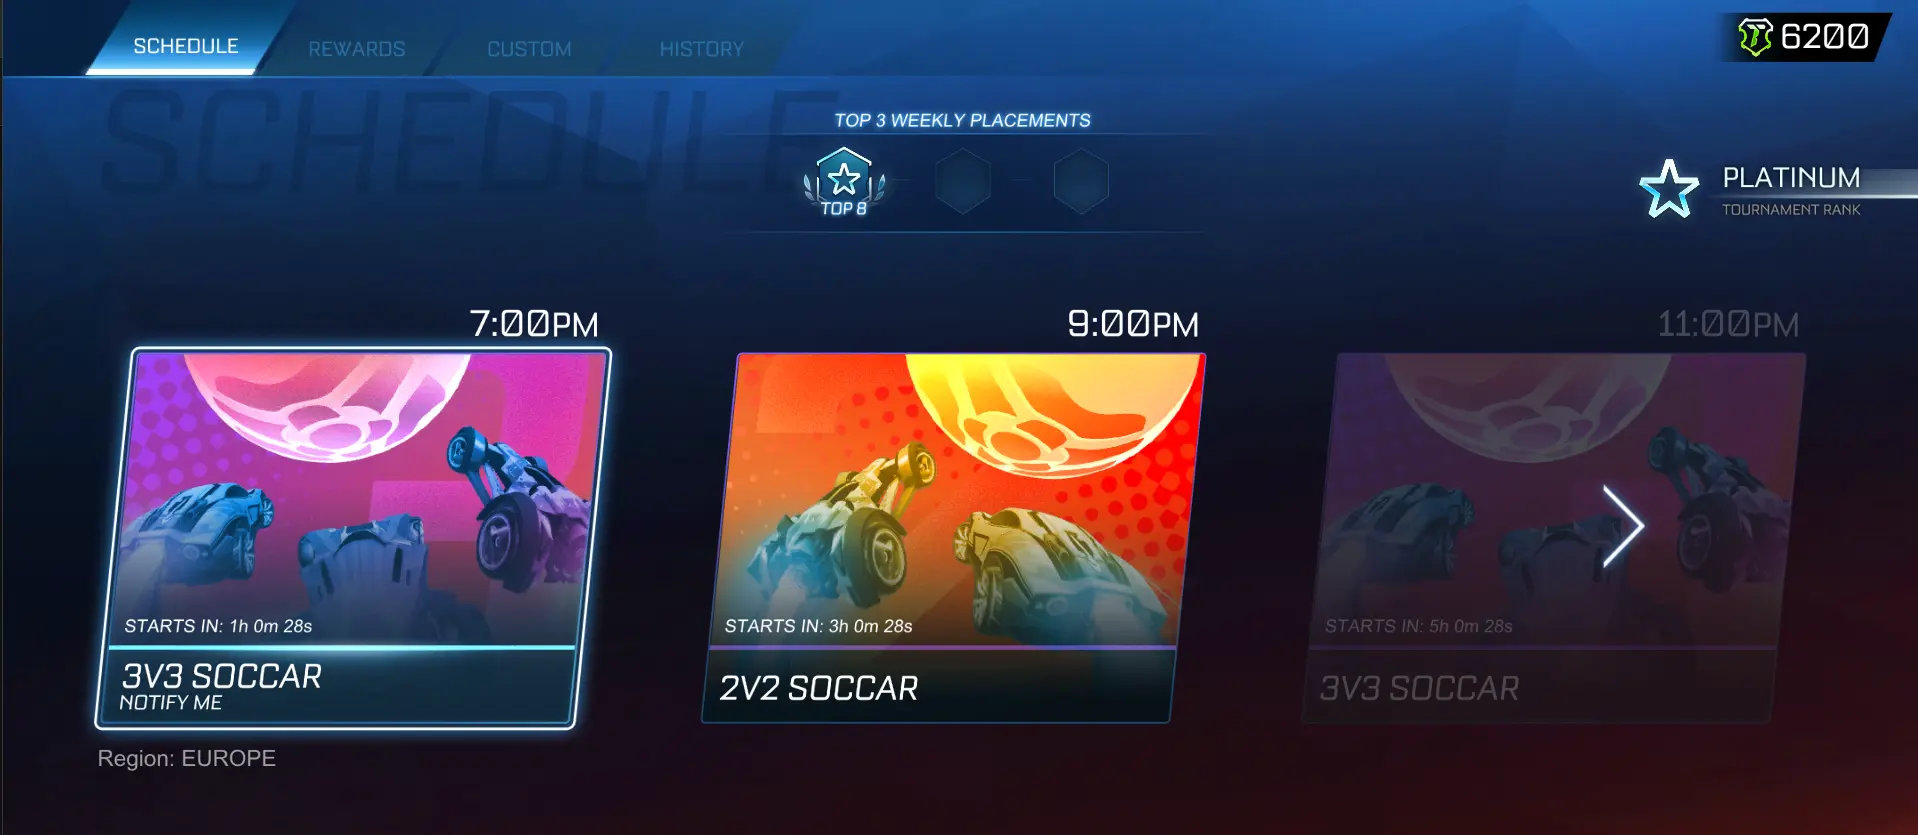 SCHEDULE
REWARDS
CUSTOM
HISTORY
6200
SCHEDULE
TOP 3 WEEKLY PLACEMENTS
TOP 8
PLATINUM
TOURNAMENT RANK
7:00PM
STARTS IN: 1h 0m 28s
3V3 SOCCAR
NOTIFY ME
9:00PM
STARTS IN: 3h 0m 28s
2V2 SOCCAR
11:00PM
STARTS IN: 5h 0m 28s
3V3 SOCCAR
Region: EUROPE